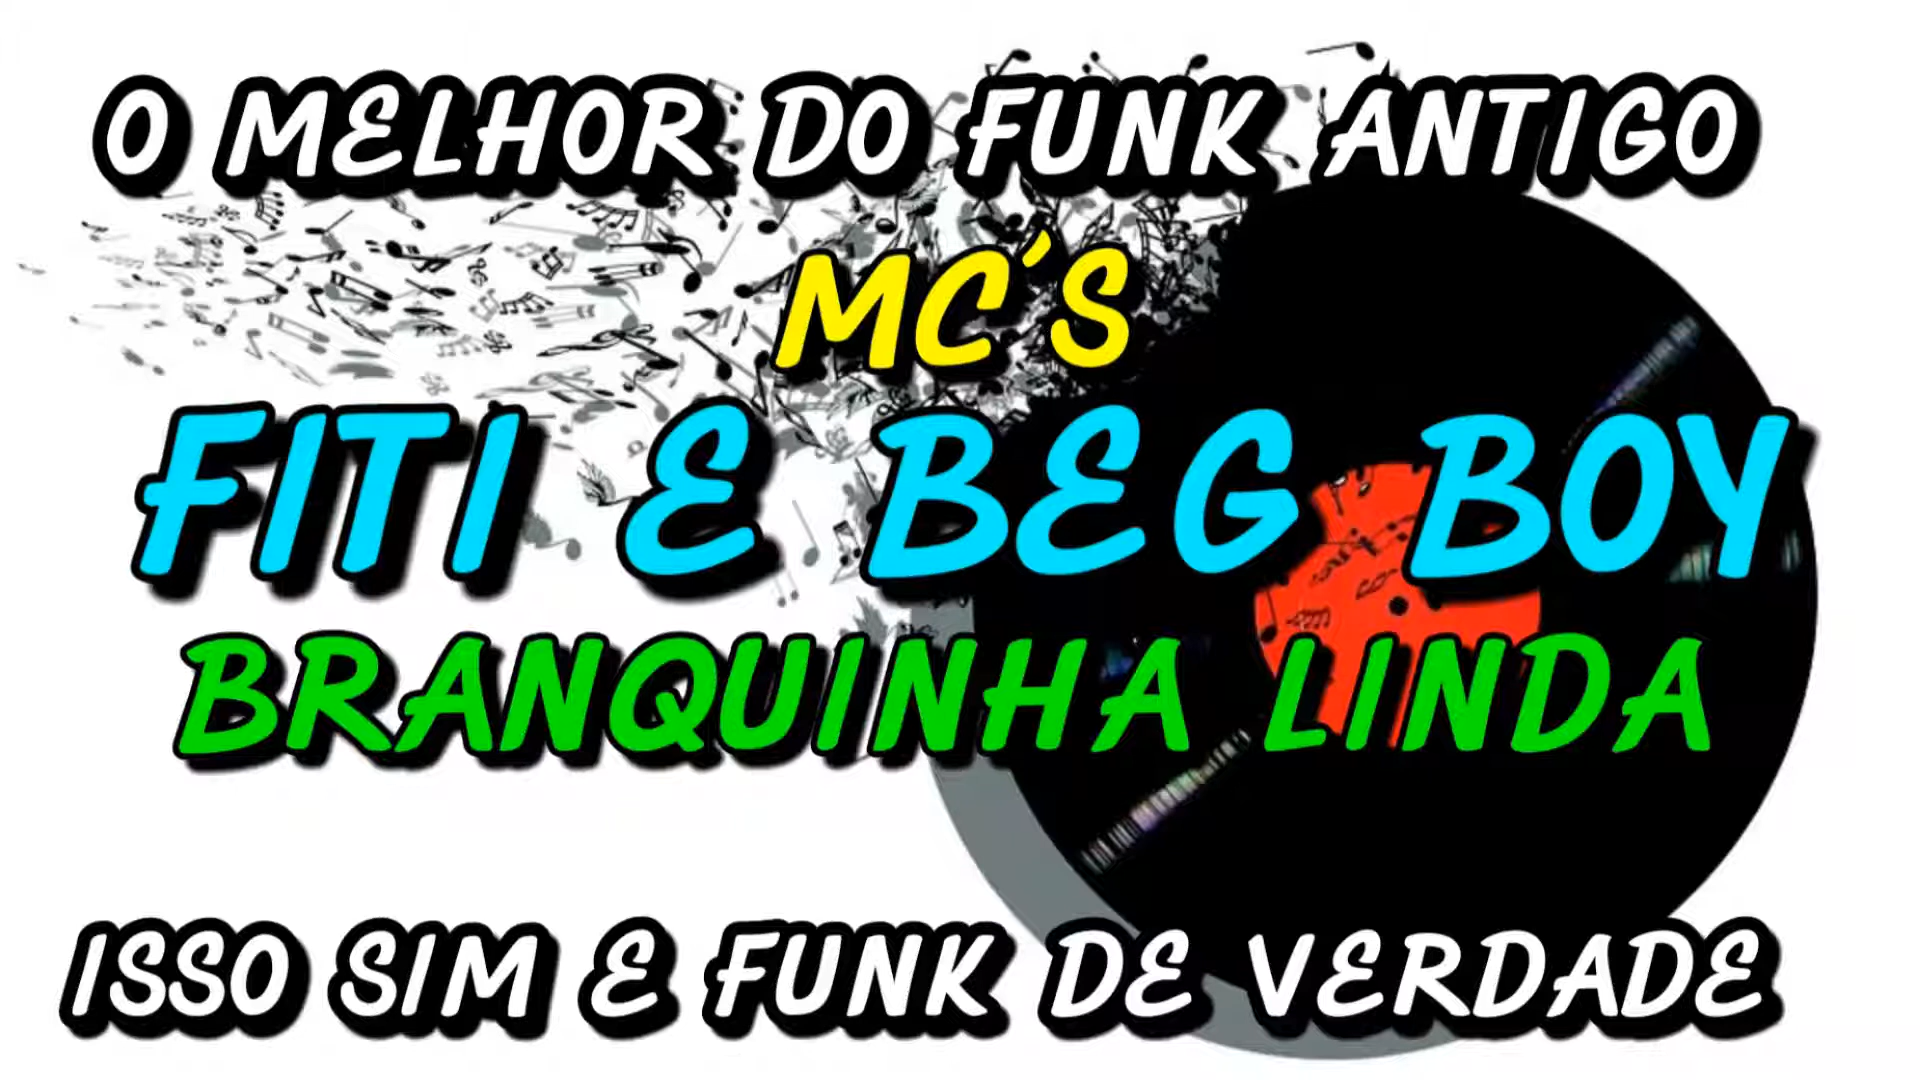 O MELHOR DO FUNK ANTIGO
MC'S
FITI E BEG BOY
BRANQUINHA LINDA
ISSO SIM E FUNK DE VERDADE